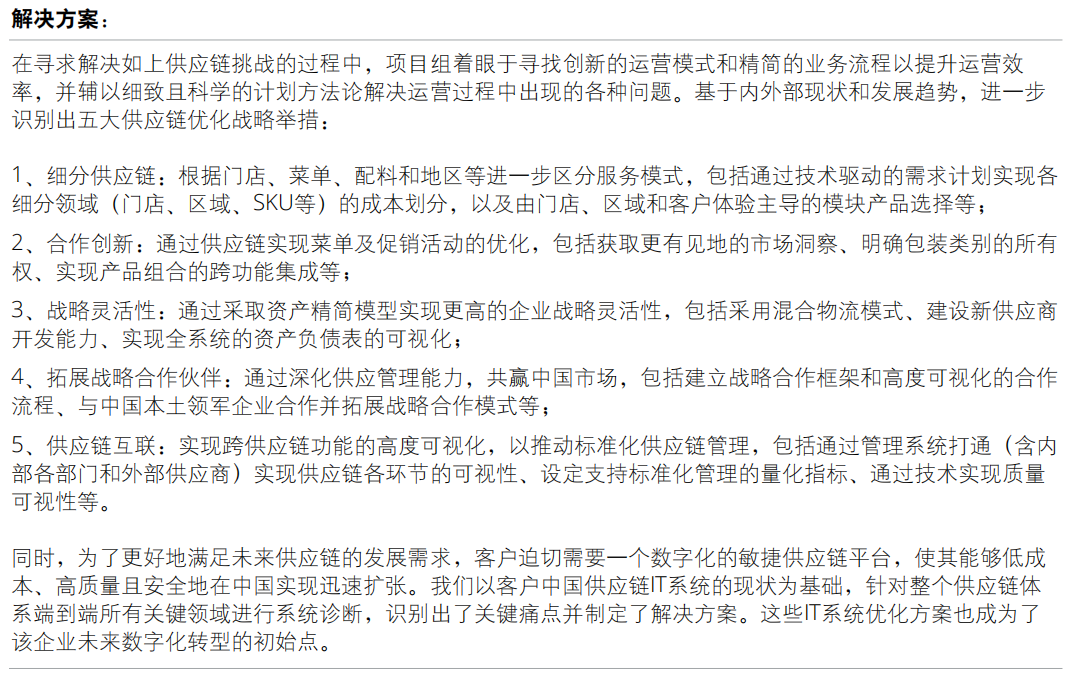 解决方案：
在寻求解决如上供应链挑战的过程中，项目组着眼于寻找创新的运营模式和精简的业务流程以提升运营效
率，并辅以细致且科学的计划方法论解决运营过程中出现的各种问题。基于内外部现状和发展趋势，进一步
识别出五大供应链优化战略举措：
1、细分供应链：根据门店、菜单、配料和地区等进一步区分服务模式，包括通过技术驱动的需求计划实现各
细分领域（门店、区域、SKU等）的成本划分，以及由门店、区域和客户体验主导的模块产品选择等；
2、合作创新：通过供应链实现菜单及促销活动的优化，包括获取更有见地的市场洞察、明确包装类别的所有
权、实现产品组合的跨功能集成等；
3、战略灵活性：通过采取资产精简模型实现更高的企业战略灵活性，包括采用混合物流模式、建设新供应商
开发能力、实现全系统的资产负债表的可视化；
4、拓展战略合作伙伴：通过深化供应管理能力，共赢中国市场，包括建立战略合作框架和高度可视化的合作
流程、与中国本土领军企业合作并拓展战略合作模式等；
5、供应链互联：实现跨供应链功能的高度可视化，以推动标准化供应链管理，包括通过管理系统打通（含内
部各部门和外部供应商）实现供应链各环节的可视性、设定支持标准化管理的量化指标、通过技术实现质量
可视性等。
同时，为了更好地满足未来供应链的发展需求，客户迫切需要一个数字化的敏捷供应链平台，使其能够低成
本、高质量且安全地在中国实现迅速扩张。我们以客户中国供应链IT系统的现状为基础，针对整个供应链体
系端到端所有关键领域进行系统诊断，识别出了关键痛点并制定了解决方案。这些IT系统优化方案也成为了
该企业未来数字化转型的初始点。